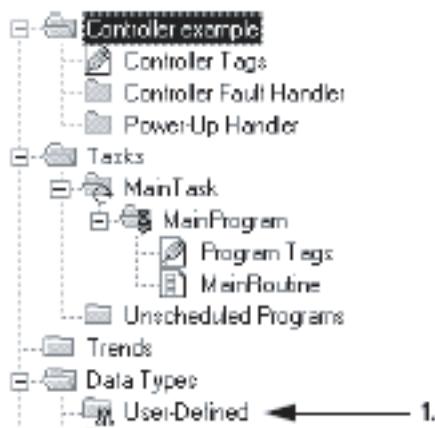 Controller example
Controller Tags
Controller Fault Handler
Power-Up Handler
Tasks
MainTask
MainProgram
Program Tags
MainRoutine
Unscheduled Programs
Trends
Data Types
User-Defined
1.